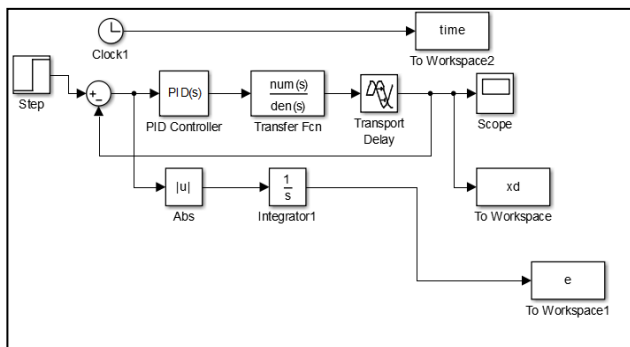 Clock1
time
To Workspace2
Step
PID(s)
PID Controller
num(s)
den(s)
Transfer Fcn
Transport
Delay
Scope
|u|
Abs
1
s
Integrator1
xd
To Workspace
e
To Workspace1